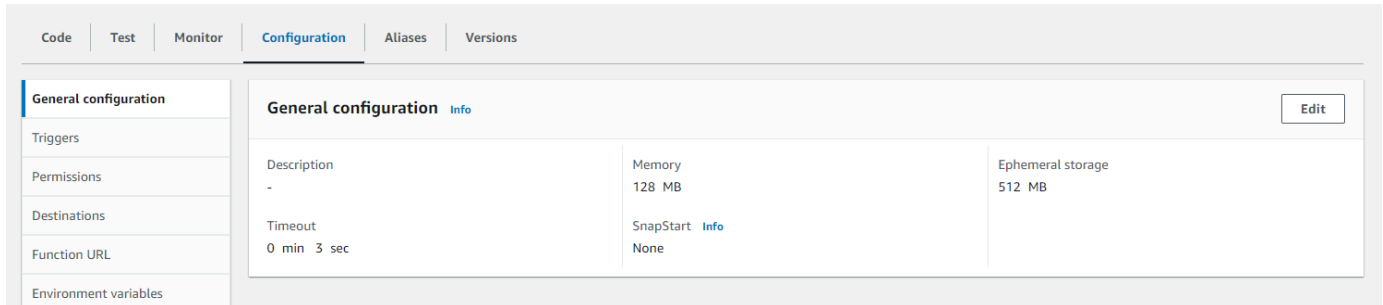 Code Test Monitor Configuration Aliases Versions
General configuration
Triggers
Permissions
Destinations
Function URL
Environment variables
General configuration Info Edit
Description Memory Ephemeral storage
- 128 MB 512 MB
Timeout SnapStart Info
0 min 3 sec None